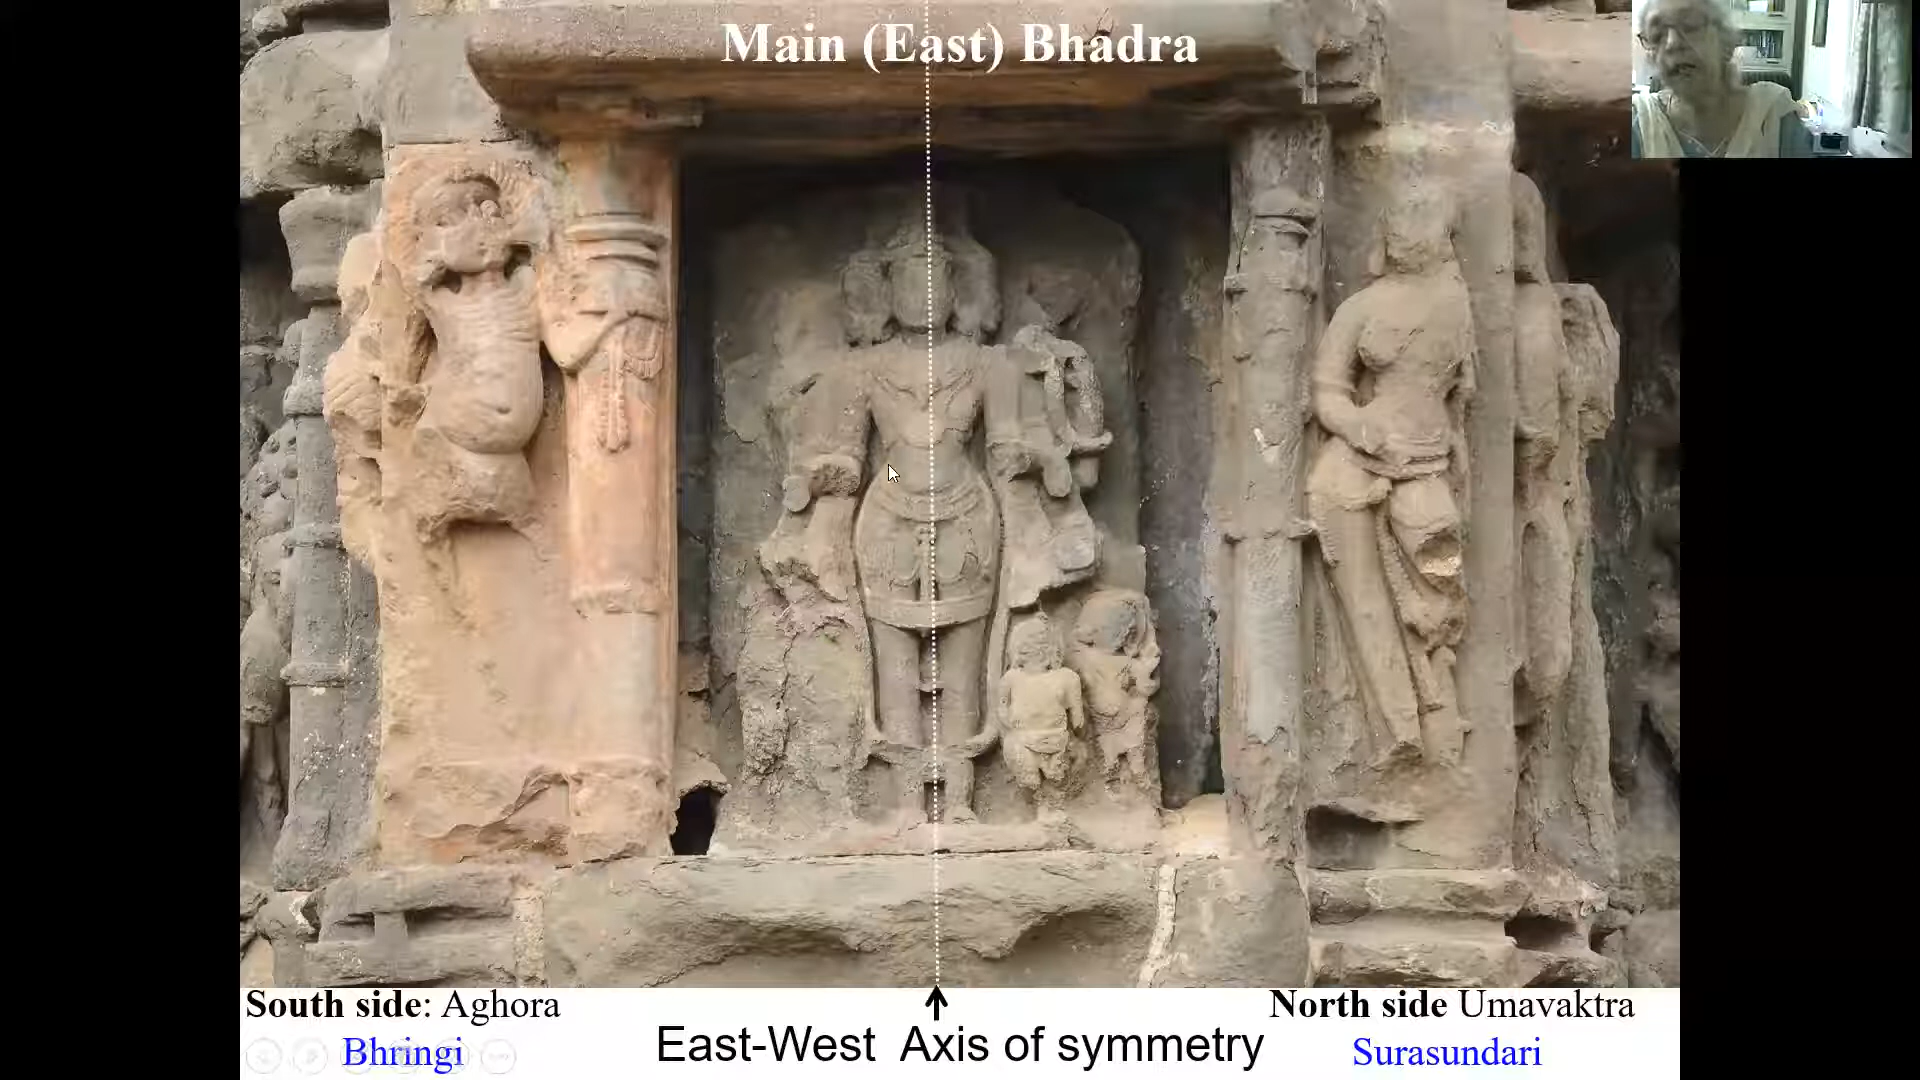 Main (East) Bhadra
South side: Aghora
North side Umavaktra
East-West Axis of symmetry
Bhringi
Surasundari